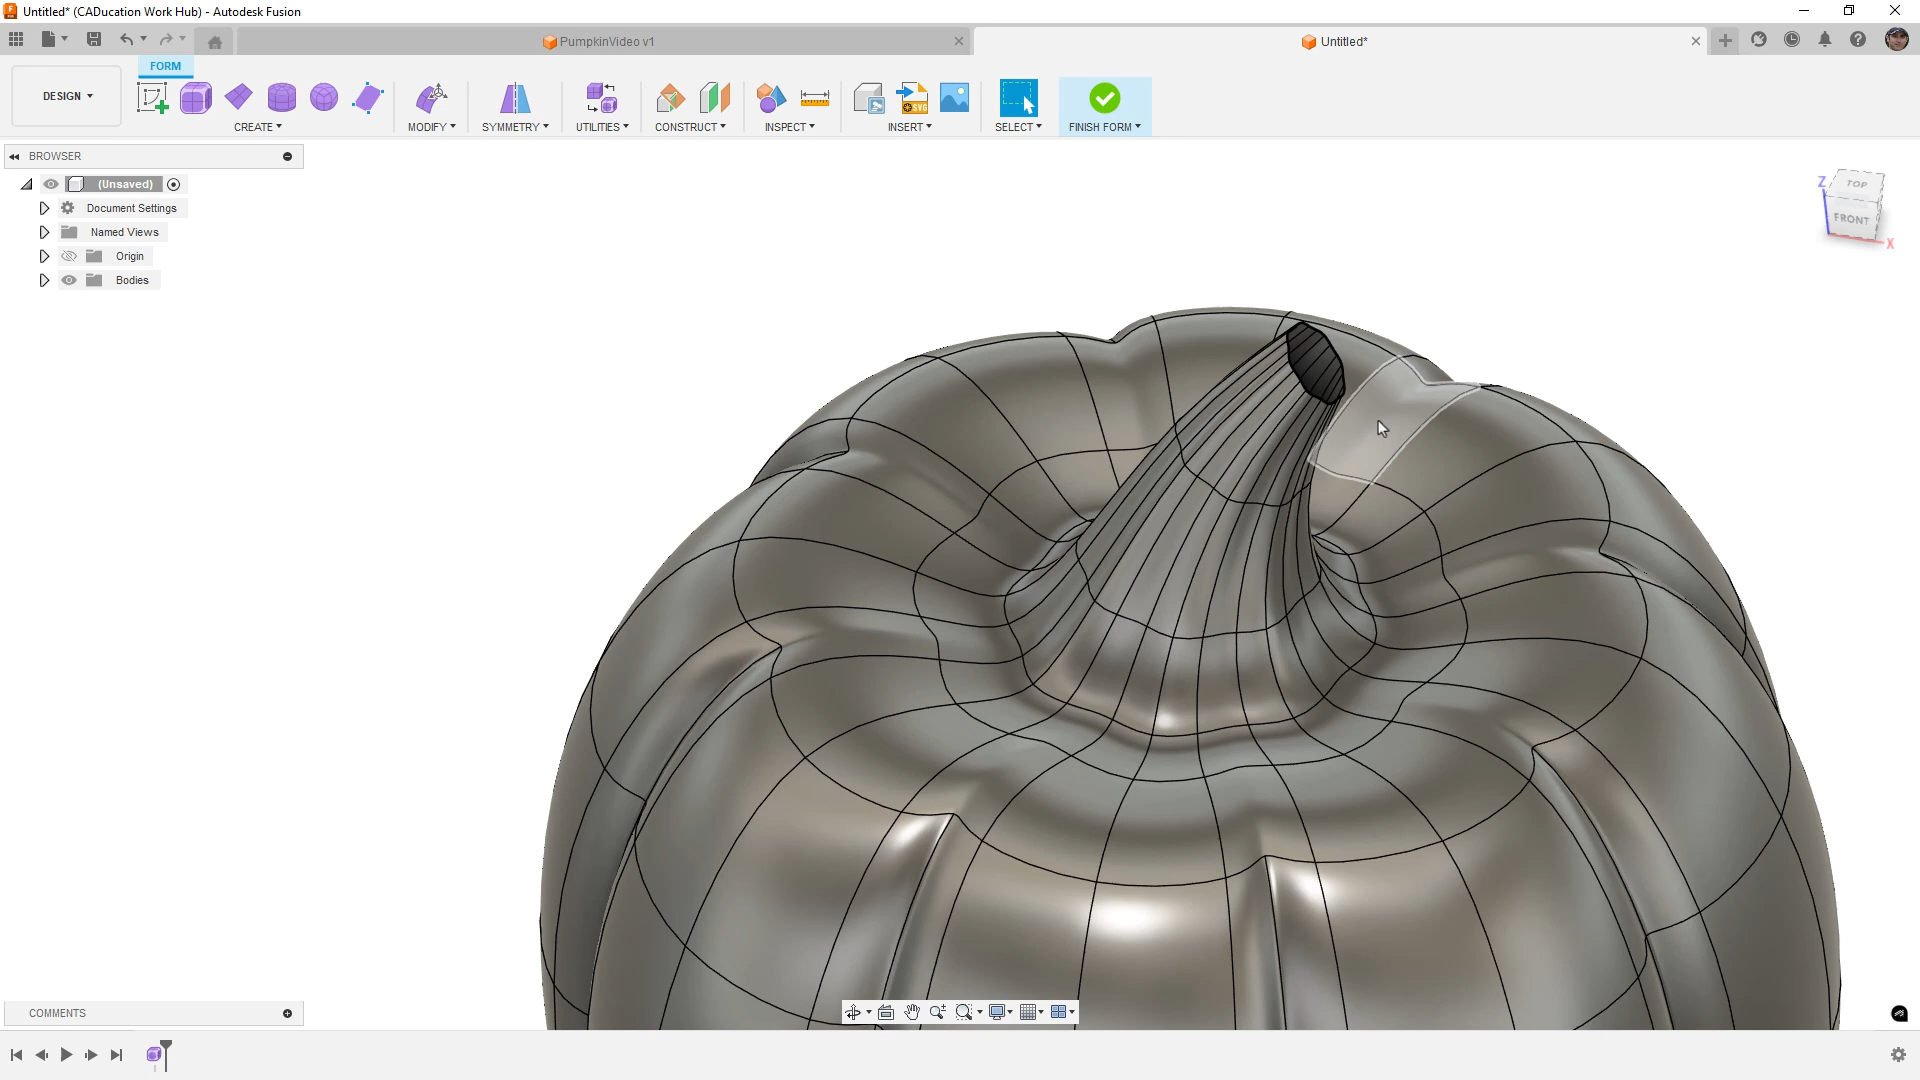 Untitled* (CADucation Work Hub) - Autodesk Fusion
PumpkinVideo v1
Untitled*
FORM
DESIGN
CREATE
MODIFY
SYMMETRY
UTILITIES
CONSTRUCT
INSPECT
INSERT
SELECT
FINISH FORM
SVG
BROWSER
(Unsaved)
Document Settings
Named Views
Origin
Bodies
TOP
FRONT
Z
X
COMMENTS